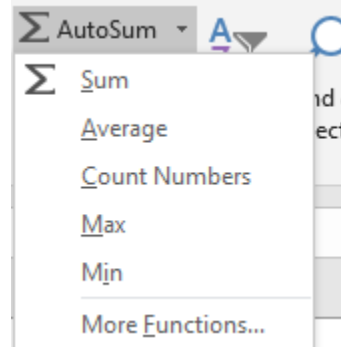 Σ AutoSum
Σ Sum
Average
Count Numbers
Max
Min
More Functions...